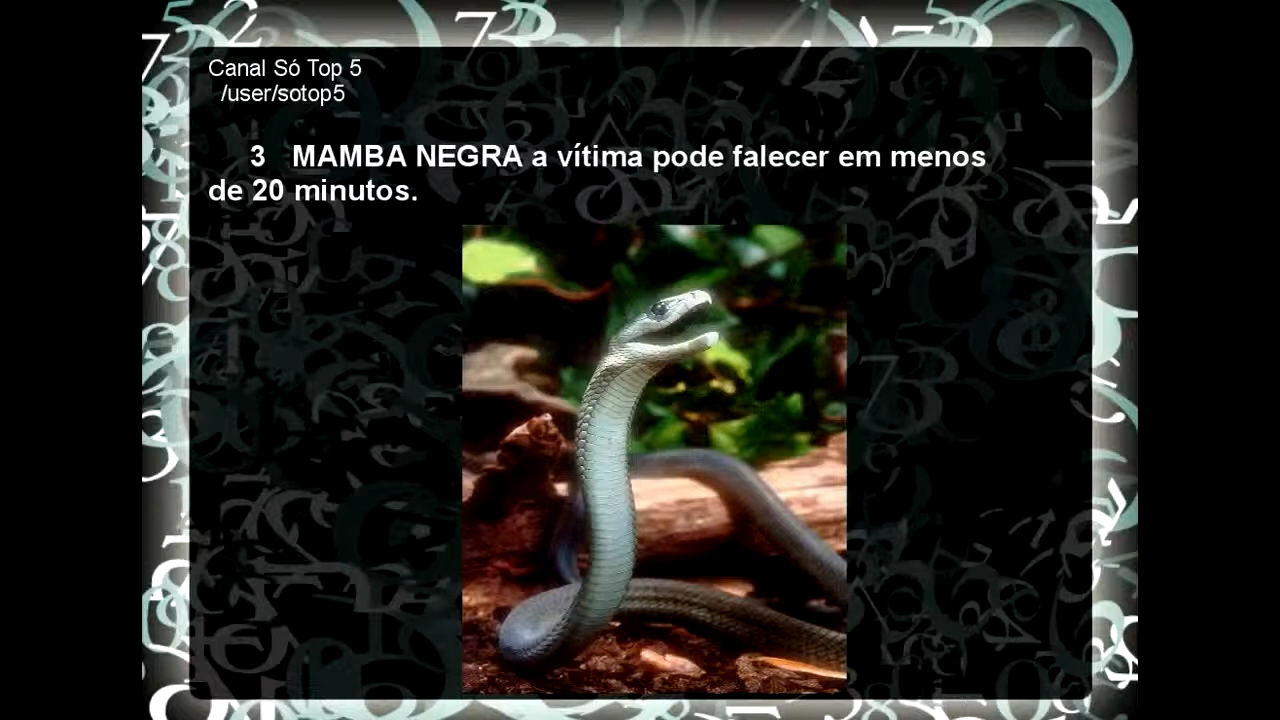 Canal Só Top 5
/user/sotop5
3 MAMBA NEGRA a vítima pode falecer em menos
de 20 minutos.